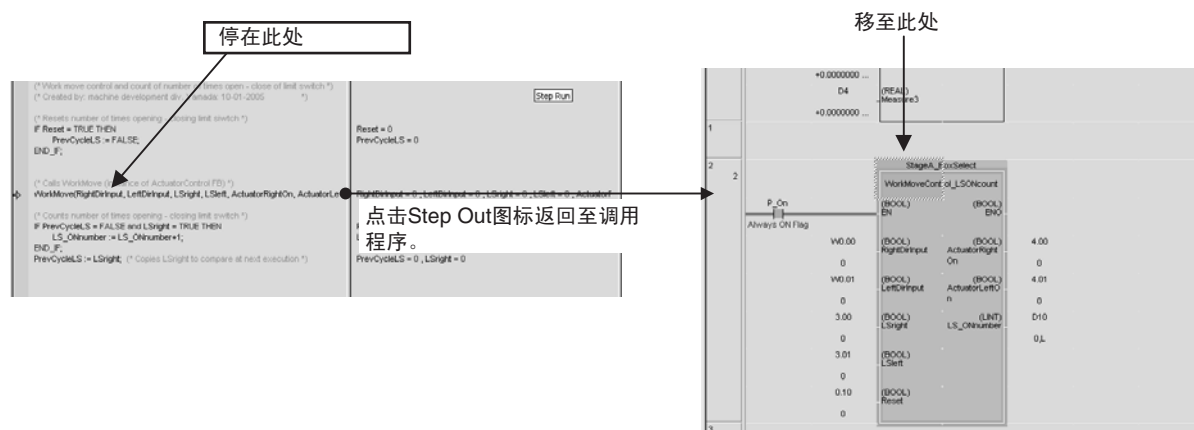 停在此处
移至此处
(* Work move control and count of number of times open - close of limit switch *)
(* Created by: machine development div. Yamada: 10-01-2005 *)
Step Run
(* Resets number of times opening - closing limit swvtch *)
IF Reset = TRUE THEN
PrevCycleLS := FALSE;
END_IF;
Reset = 0
PrevCycleLS = 0
(* Calls WorkMove (instance of ActuatorControl FB) *)
WorkMove(RightDirInput, LeftDirInput, LSright, LSleft, ActuatorRightOn, ActuatorLe
RightDirInput = 0 , LeftDirInput = 0 , LSright = 0 , LSleft = 0 , Actuator
(* Counts number of times opening - closing limit swvtch *)
IF PrevCycleLS = FALSE and LSright = TRUE THEN
LS_ONnumber := LS_ONnumber+1;
END_IF;
PrevCycleLS := LSright; (* Copies LSright to compare at next execution *)
PrevCycleLS = 0 , LSright = 0
点击Step Out图标返回至调用
程序。
+0.0000000 ...
D4
(REAL)
Measure3
+0.0000000 ...
1
2
2
StageA_BoxSelect
WorkMoveControl_LSONcount
P_On
(BOOL)
EN
(BOOL)
ENO
Always ON Flag
W0.00
(BOOL)
RightDirInput
(BOOL)
ActuatorRight
On
4.00
0
0
W0.01
(BOOL)
LeftDirInput
(BOOL)
ActuatorLeftO
n
4.01
0
0
3.00
(BOOL)
LSright
(LINT)
LS_ONnumber
D10
0
0,L
3.01
(BOOL)
LSleft
0
0.10
(BOOL)
Reset
0
3